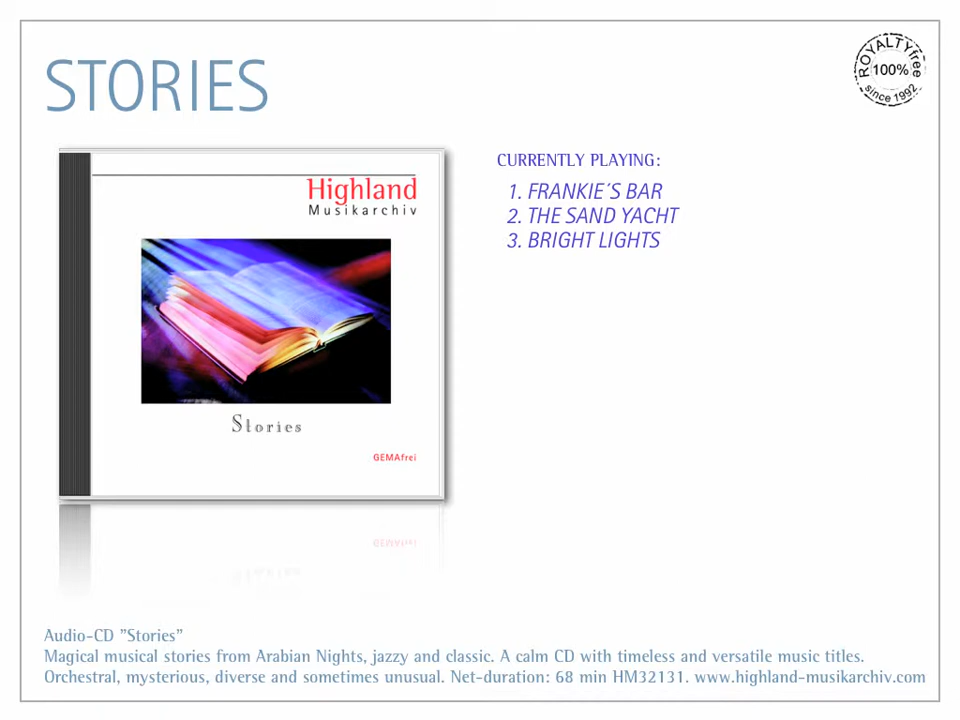 STORIES
ROYALTYfree
100%
since 1992
CURRENTLY PLAYING:
1. FRANKIE´S BAR
2. THE SAND YACHT
3. BRIGHT LIGHTS
Highland
Musikarchiv
Stories
GEMAfrei
Audio-CD ”Stories”
Magical musical stories from Arabian Nights, jazzy and classic. A calm CD with timeless and versatile music titles.
Orchestral, mysterious, diverse and sometimes unusual. Net-duration: 68 min HM32131. www.highland-musikarchiv.com